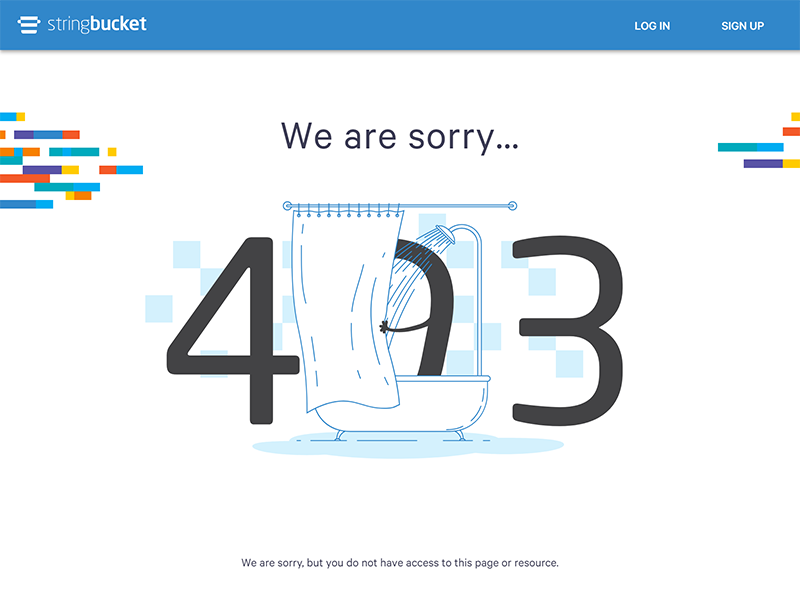 stringbucket
LOG IN
SIGN UP
We are sorry...
403
We are sorry, but you do not have access to this page or resource.